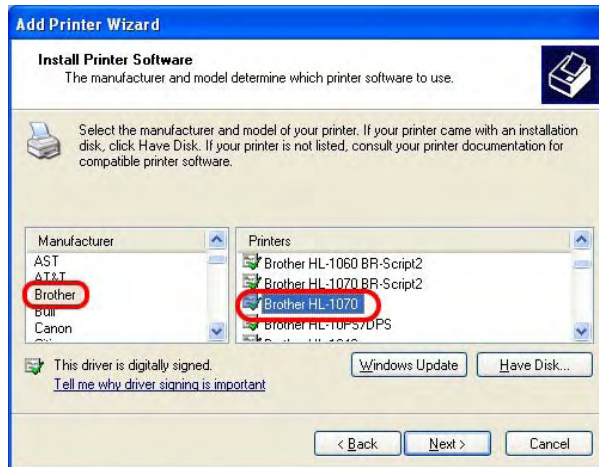 Add Printer Wizard
Install Printer Software
The manufacturer and model determine which printer software to use.
Select the manufacturer and model of your printer. If your printer came with an installation
disk, click Have Disk. If your printer is not listed, consult your printer documentation for
compatible printer software.
Manufacturer
AST
AT&T
Brother
Bull
Canon
Printers
Brother HL-1060 BR-Script2
Brother HL-1070 BR-Script2
Brother HL-1070
Brother HL-10PS/DPS
This driver is digitally signed.
Tell me why driver signing is important
Windows Update
Have Disk...
< Back
Next >
Cancel